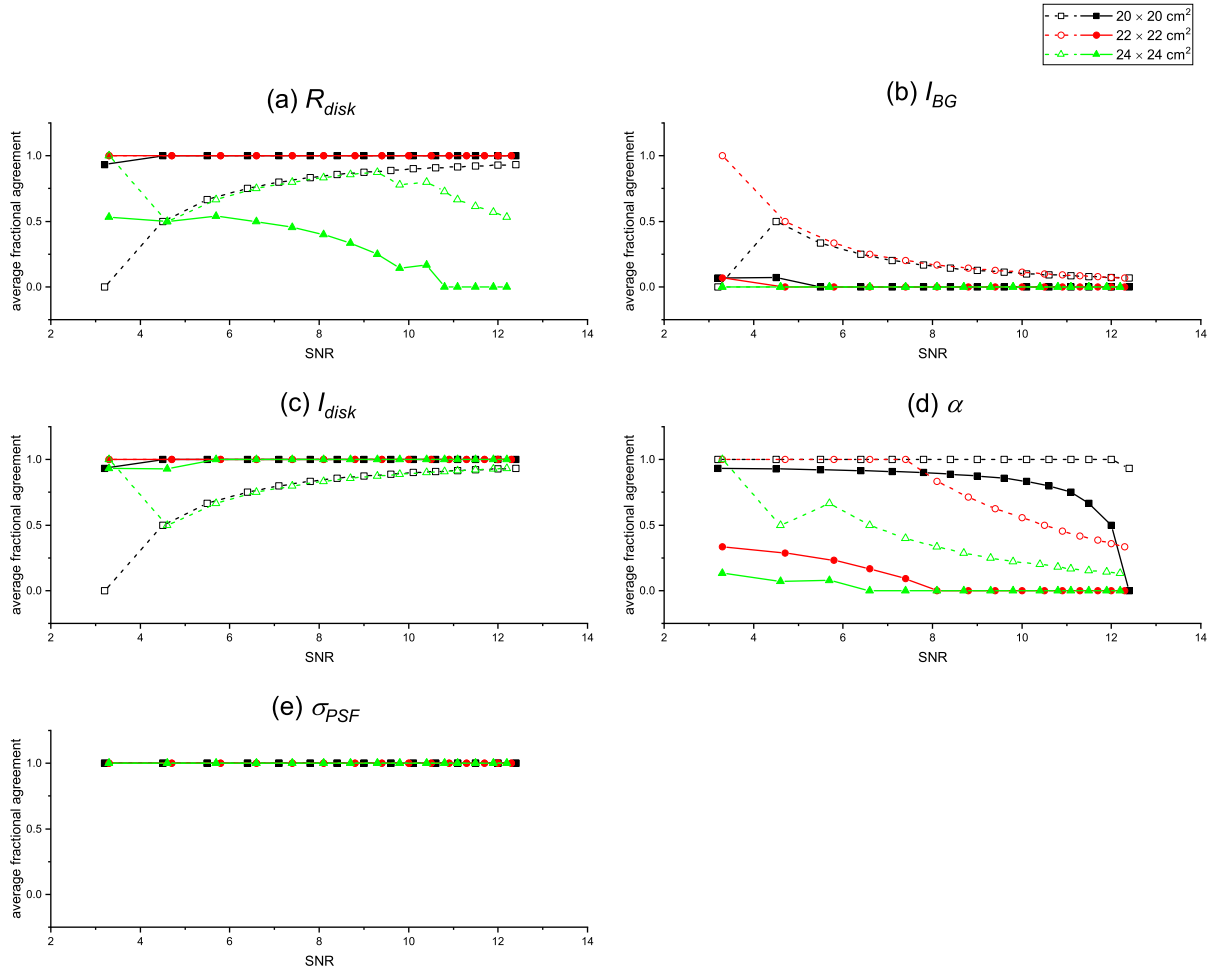 20 × 20 cm²
22 × 22 cm²
24 × 24 cm²
(a) R_disk
average fractional agreement
1.0
0.5
0.0
2 4 6 8 10 12 14
SNR
(b) I_BG
average fractional agreement
1.0
0.5
0.0
2 4 6 8 10 12 14
SNR
(c) I_disk
average fractional agreement
1.0
0.5
0.0
2 4 6 8 10 12 14
SNR
(d) α
average fractional agreement
1.0
0.5
0.0
2 4 6 8 10 12 14
SNR
(e) σ_PSF
average fractional agreement
1.0
0.5
0.0
2 4 6 8 10 12 14
SNR